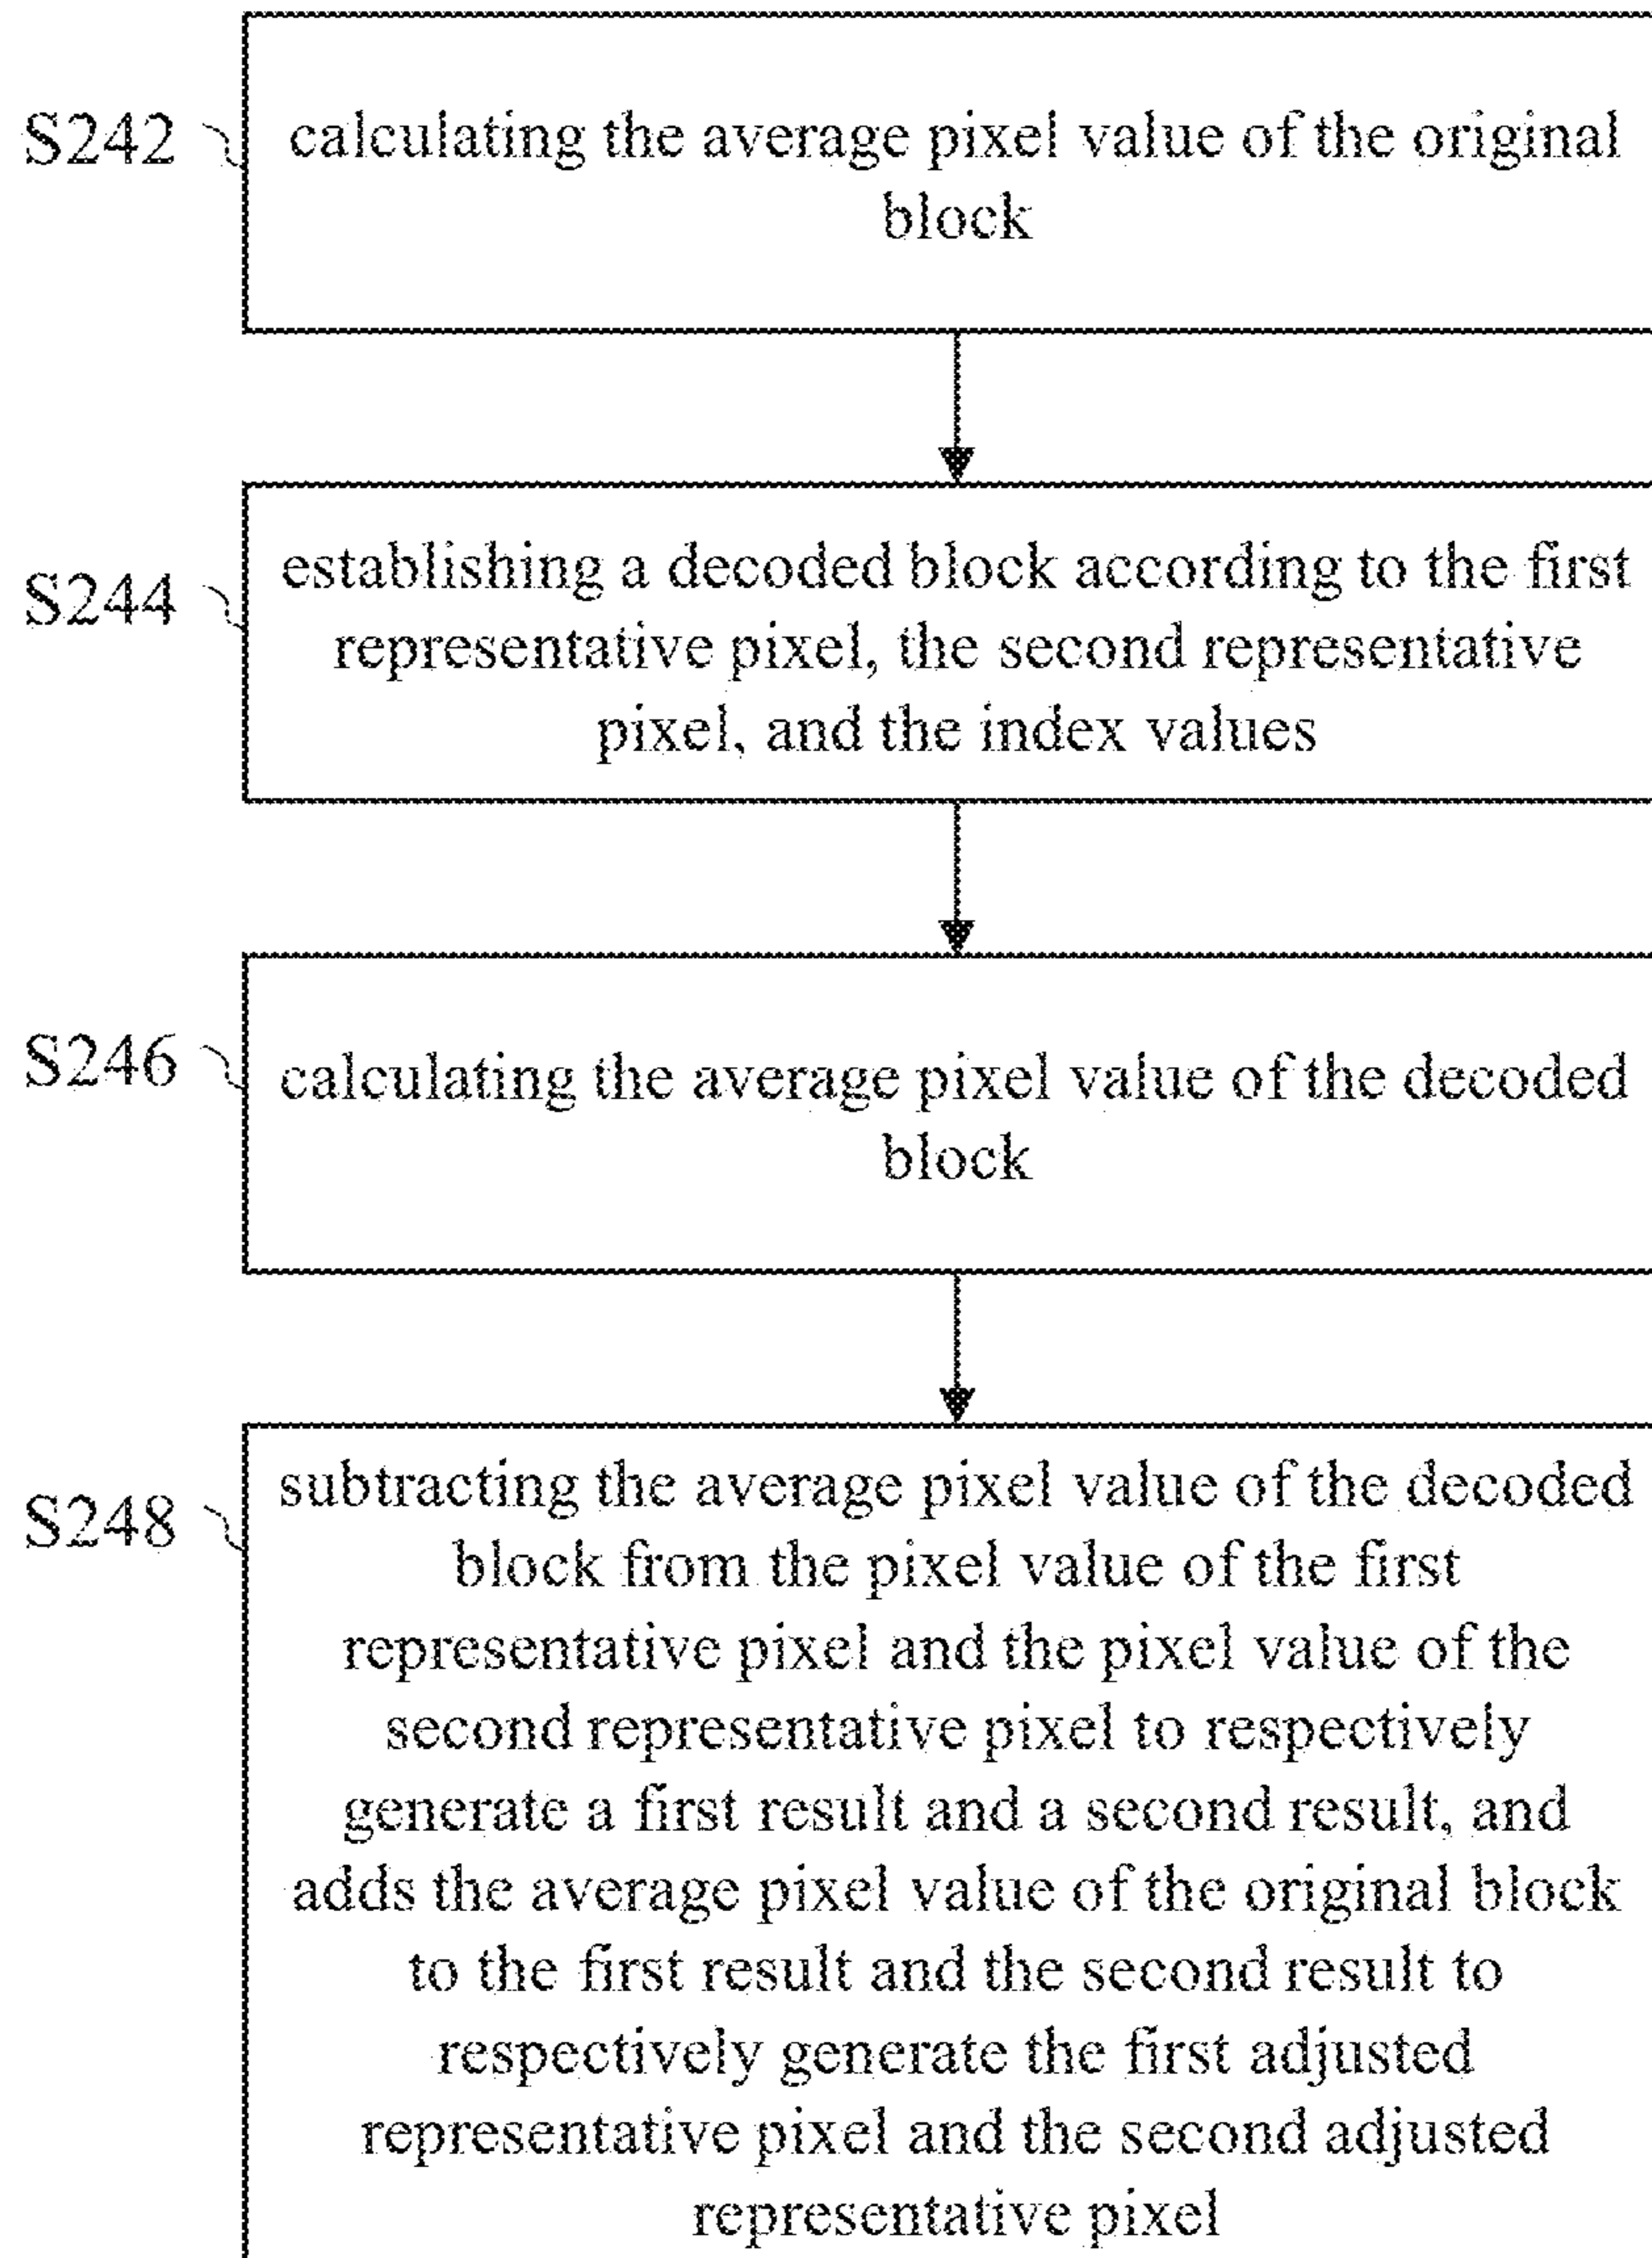 S242
calculating the average pixel value of the original
block
S244
establishing a decoded block according to the first
representative pixel, the second representative
pixel, and the index values
S246
calculating the average pixel value of the decoded
block
S248
subtracting the average pixel value of the decoded
block from the pixel value of the first
representative pixel and the pixel value of the
second representative pixel to respectively
generate a first result and a second result, and
adds the average pixel value of the original block
to the first result and the second result to
respectively generate the first adjusted
representative pixel and the second adjusted
representative pixel